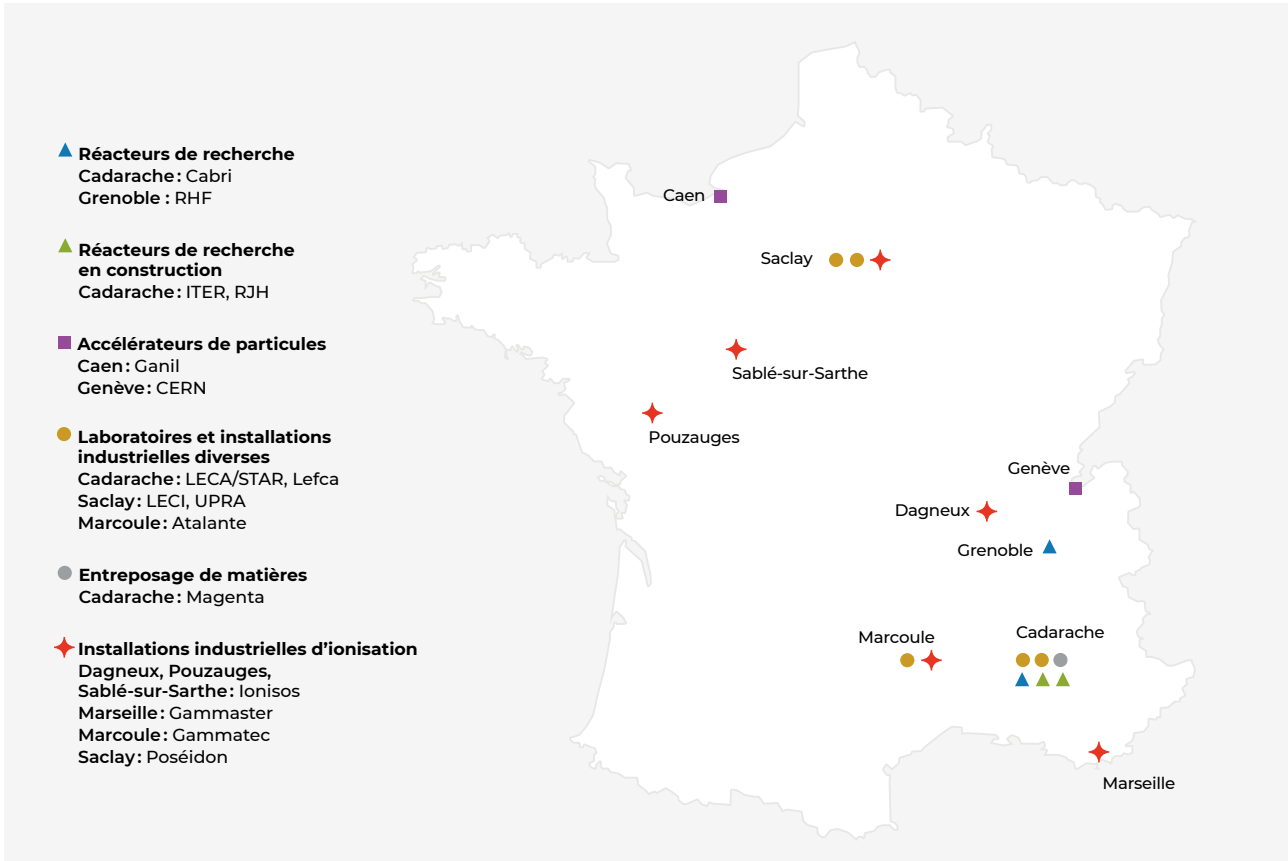 Réacteurs de recherche
Cadarache : Cabri
Grenoble : RHF
Réacteurs de recherche
en construction
Cadarache : ITER, RJH
Accélérateurs de particules
Caen : Ganil
Genève : CERN
Laboratoires et installations
industrielles diverses
Cadarache : LECA/STAR, Lefca
Saclay : LECI, UPRA
Marcoule : Atalante
Entreposage de matières
Cadarache : Magenta
Installations industrielles d’ionisation
Dagneux, Pouzauges,
Sablé-sur-Sarthe : Ionisos
Marseille : Gammaster
Marcoule : Gammatec
Saclay : Poséidon
Caen
Saclay
Sablé-sur-Sarthe
Pouzauges
Genève
Dagneux
Grenoble
Marcoule
Cadarache
Marseille